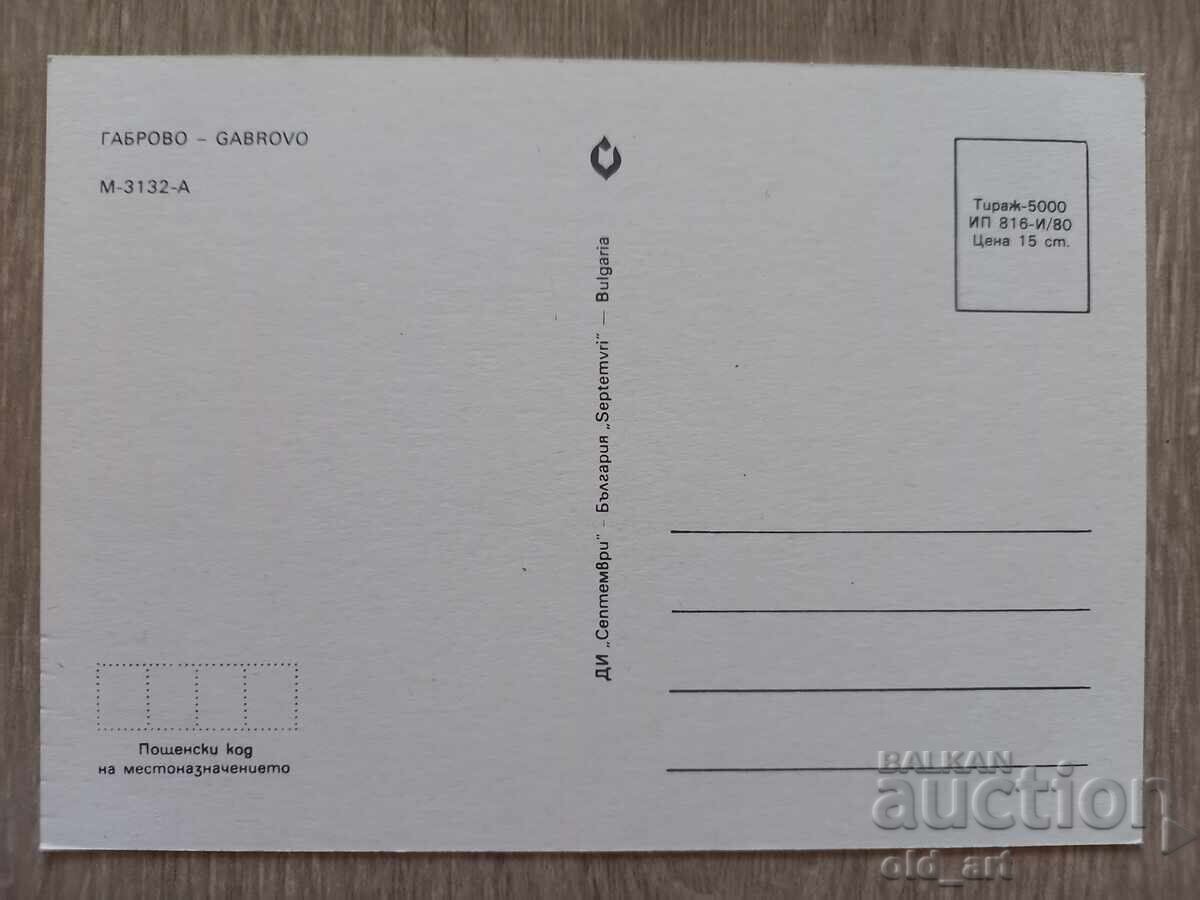 ГАБРОВО – GABROVO
М-3132-А
ДИ „Септември" - България „Septemvri" — Bulgaria
Тираж-5000
ИП 816-И/80
Цена 15 ст.
Пощенски код
на местоназначението
BALKAN
auction
old_art